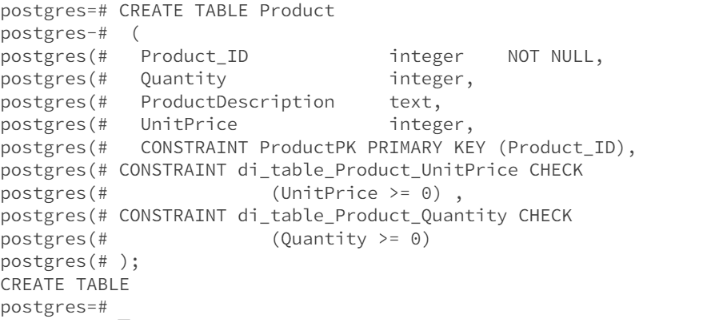 postgres=# CREATE TABLE Product
postgres-#  (
postgres(#   Product_ID             integer    NOT NULL,
postgres(#   Quantity               integer,
postgres(#   ProductDescription     text,
postgres(#   UnitPrice              integer,
postgres(#   CONSTRAINT ProductPK PRIMARY KEY (Product_ID),
postgres(# CONSTRAINT di_table_Product_UnitPrice CHECK
postgres(#               (UnitPrice >= 0) ,
postgres(# CONSTRAINT di_table_Product_Quantity CHECK
postgres(#               (Quantity >= 0)
postgres(# );
CREATE TABLE
postgres=#